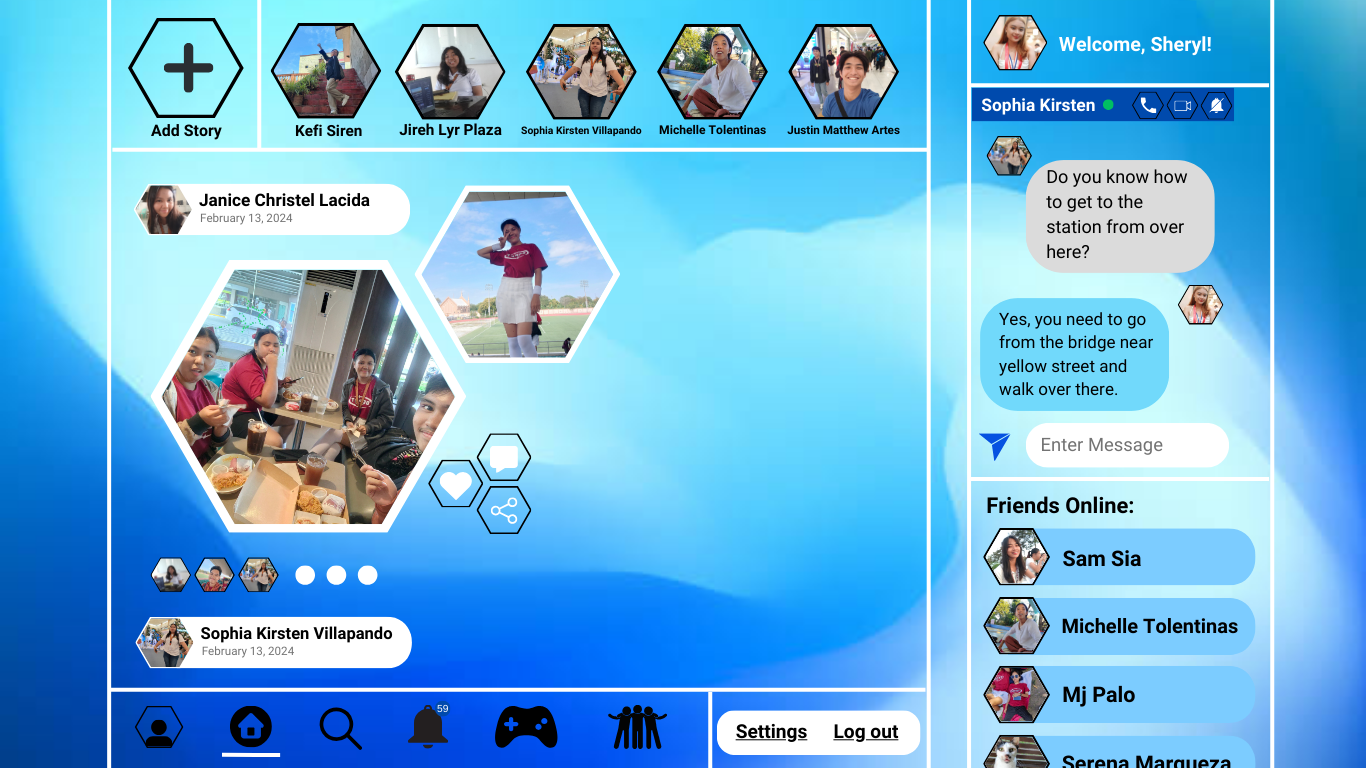 Add Story
Kefi Siren
Jireh Lyr Plaza
Sophia Kirsten Villapando
Michelle Tolentinas
Justin Matthew Artes
Janice Christel Lacida
February 13, 2024
Sophia Kirsten Villapando
February 13, 2024
59
Settings
Log out
Welcome, Sheryl!
Sophia Kirsten
Do you know how
to get to the
station from over
here?
Yes, you need to go
from the bridge near
yellow street and
walk over there.
Enter Message
Friends Online:
Sam Sia
Michelle Tolentinas
Mj Palo
Serena Marqueza